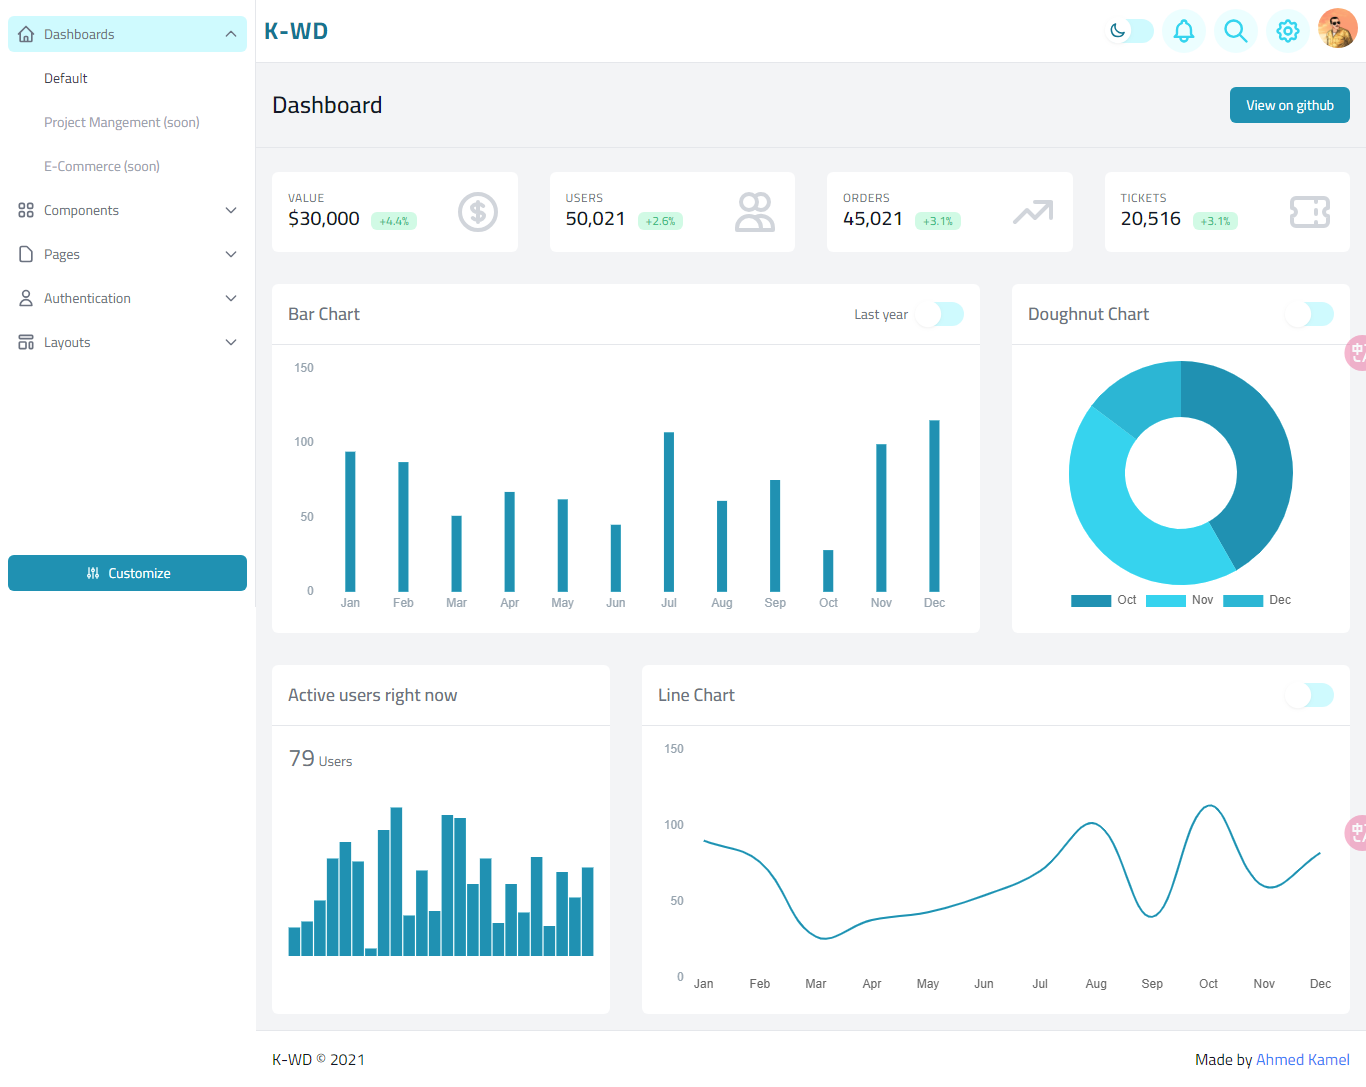 Dashboards
Default
Project Mangement (soon)
E-Commerce (soon)
Components
Pages
Authentication
Layouts
Customize
K-WD
Dashboard
View on github
VALUE
$30,000 +4.4%
USERS
50,021 +2.6%
ORDERS
45,021 +3.1%
TICKETS
20,516 +3.1%
Bar Chart
Last year
150
100
50
0
Jan Feb Mar Apr May Jun Jul Aug Sep Oct Nov Dec
Doughnut Chart
Oct Nov Dec
Active users right now
79 Users
Line Chart
150
100
50
0
Jan Feb Mar Apr May Jun Jul Aug Sep Oct Nov Dec
K-WD © 2021
Made by Ahmed Kamel